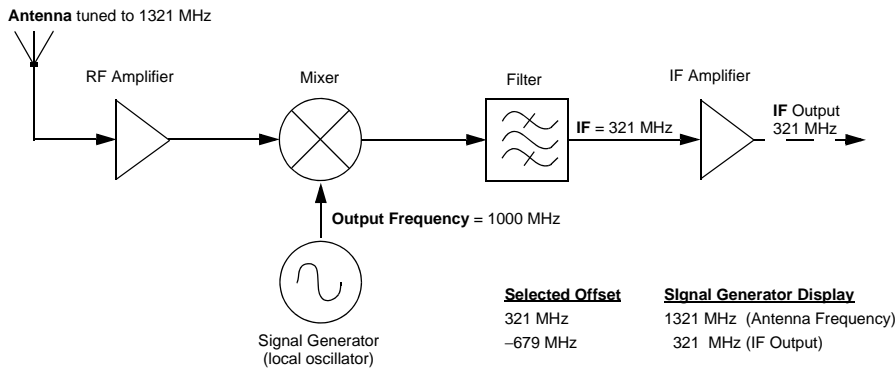 Antenna tuned to 1321 MHz
RF Amplifier
Mixer
Filter
IF Amplifier
IF = 321 MHz
IF Output
321 MHz
Output Frequency = 1000 MHz
Signal Generator
(local oscillator)
Selected Offset SIgnal Generator Display
321 MHz 1321 MHz (Antenna Frequency)
–679 MHz 321 MHz (IF Output)